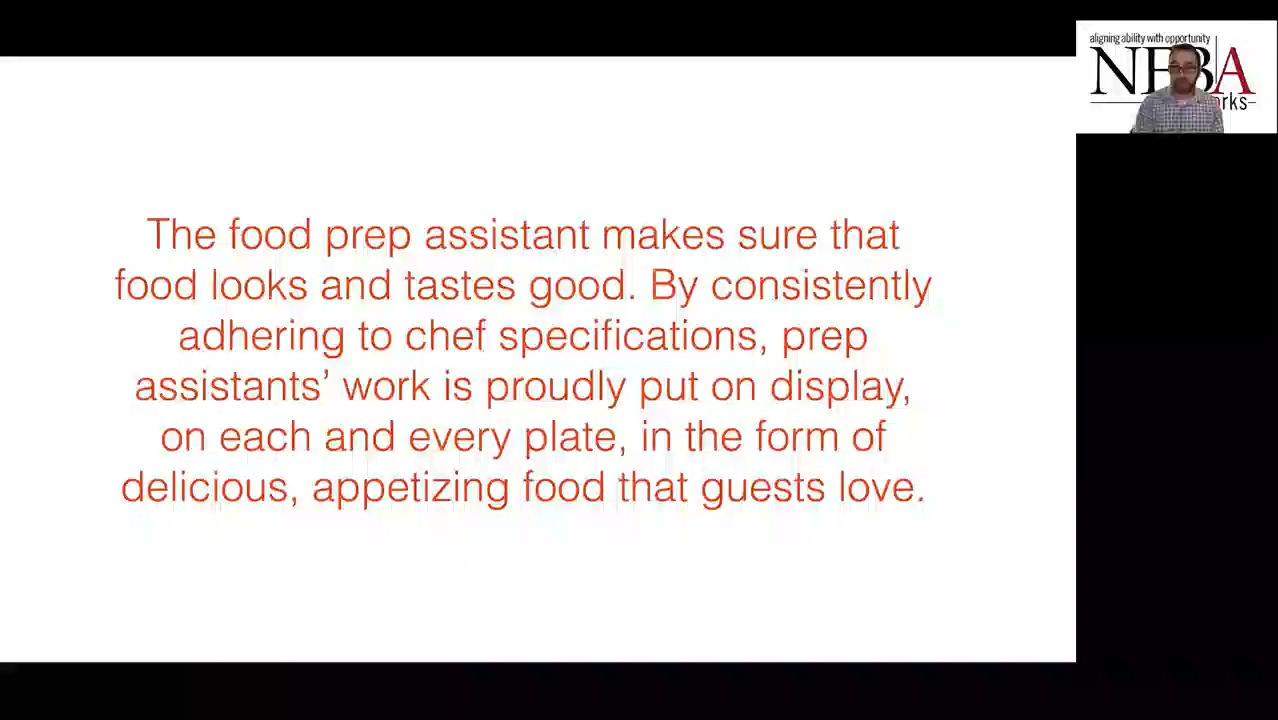 The food prep assistant makes sure that
food looks and tastes good. By consistently
adhering to chef specifications, prep
assistants’ work is proudly put on display,
on each and every plate, in the form of
delicious, appetizing food that guests love.
aligning ability with opportunity